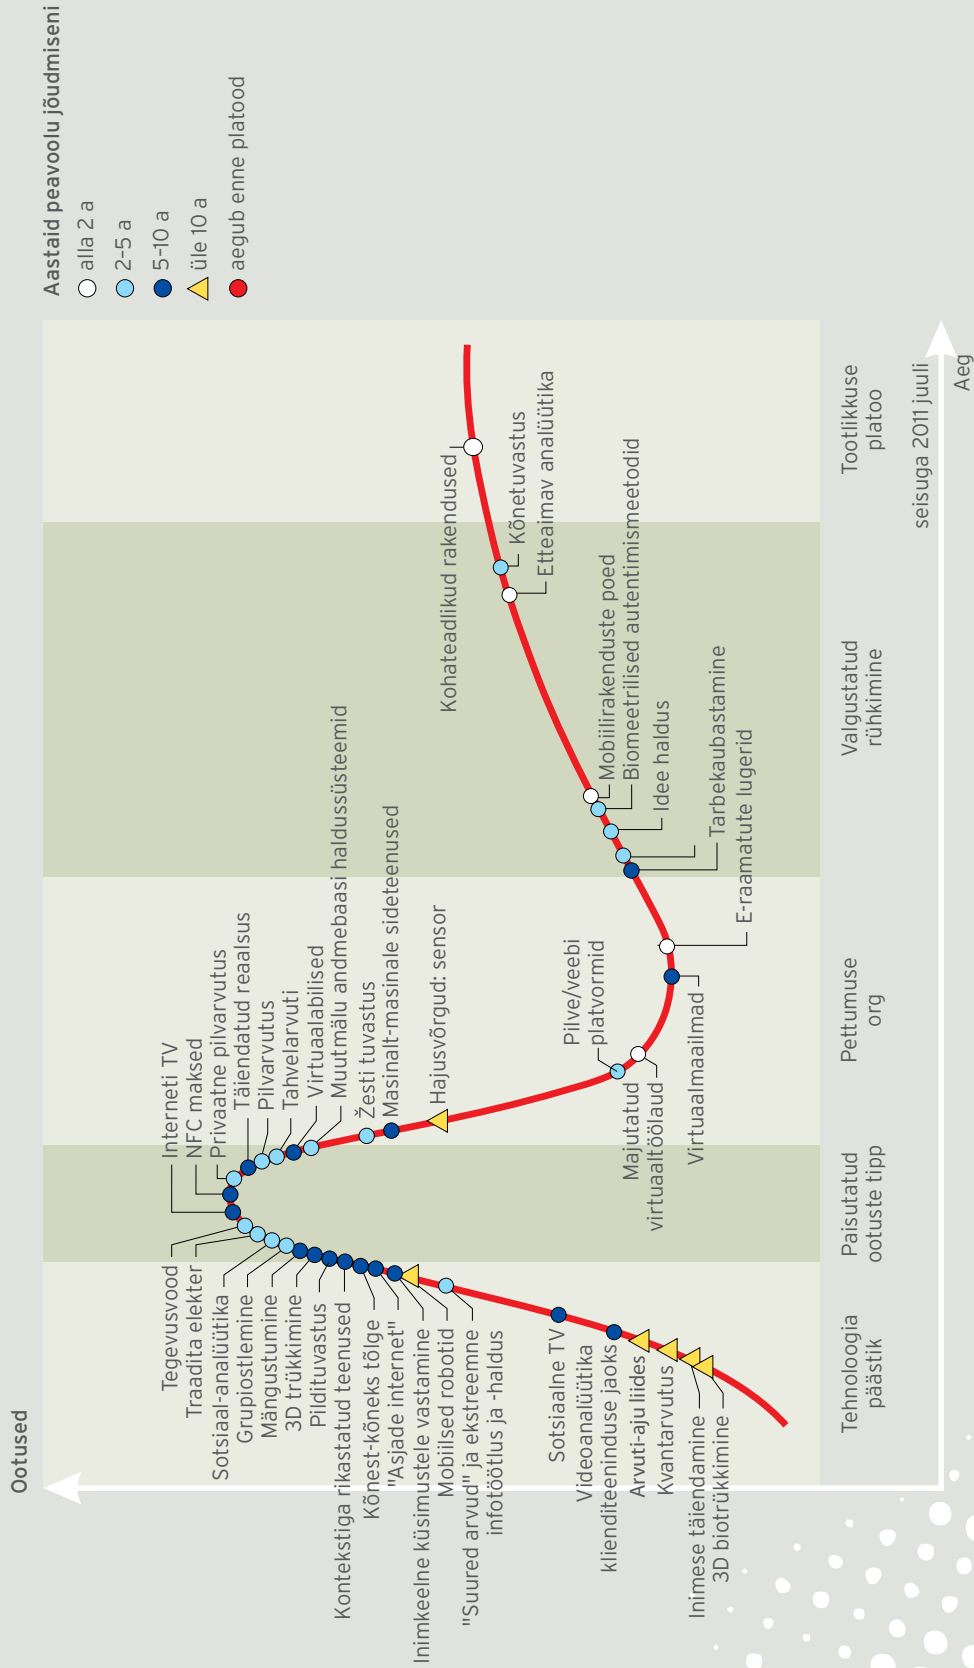 Ootused
Aastaid peavoolu jõudmiseni
alla 2 a
2-5 a
5-10 a
üle 10 a
aegub enne platood
Interneti TV
NFC maksed
Privaatne pilvarvutus
Täiendatud reaalsus
Pilvarvutus
Tahvelarvuti
Virtuaalabilised
Muutmälu andmebaasi haldussüsteemid
Žesti tuvastus
Masinalt-masinale sideteenused
Hajusvõrgud: sensor
Tegevusvood
Traadita elekter
Sotsiaal-analüütika
Grupiostlemine
Mängustumine
3D trükkimine
Pildituvastus
Kontekstiga rikastatud teenused
Kõnest-kõneks tõlge
"Asjade internet"
Inimkeelne küsimustele vastamine
Mobiilsed robotid
"Suured arvud" ja ekstreemne
infotöötlus ja -haldus
Sotsiaalne TV
Videoanalüütika
klienditeeninduse jaoks
Arvuti-aju liides
Kvantarvutus
Inimese täiendamine
3D biotrükkimine
Pilve/veebi
platvormid
Majutatud
virtuaaltöölaud
Virtuaalmaailmad
E-raamatute lugerid
Tarbekaubastamine
Idee haldus
Biomeetrilised autentimismeetodid
Mobiilirakenduste poed
Etteaimav analüütika
Kõnetuvastus
Kohateadlikud rakendused
Tehnoloogia
päästik
Paisutatud
ootuste tipp
Pettumuse
org
Valgustatud
rühkimine
Tootlikkuse
platoo
seisuga 2011 juuli
Aeg